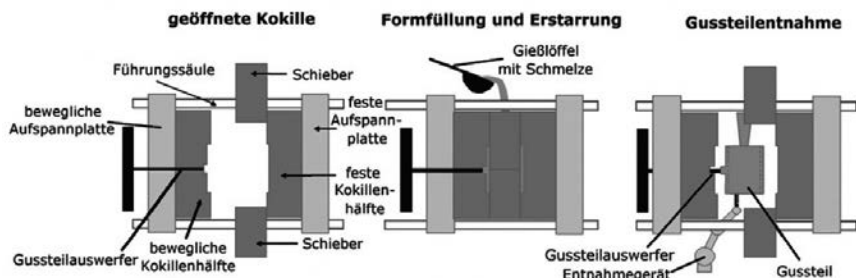 geöffnete Kokille
Führungssäule
Schieber
bewegliche
Aufspannplatte
feste
Aufspann-
platte
feste
Kokillen-
hälfte
Gussteilauswerfer
bewegliche
Kokillenhälfte
Schieber
Formfüllung und Erstarrung
Gießlöffel
mit Schmelze
Gussteilentnahme
Gussteilauswerfer
Entnahmegerät
Gussteil